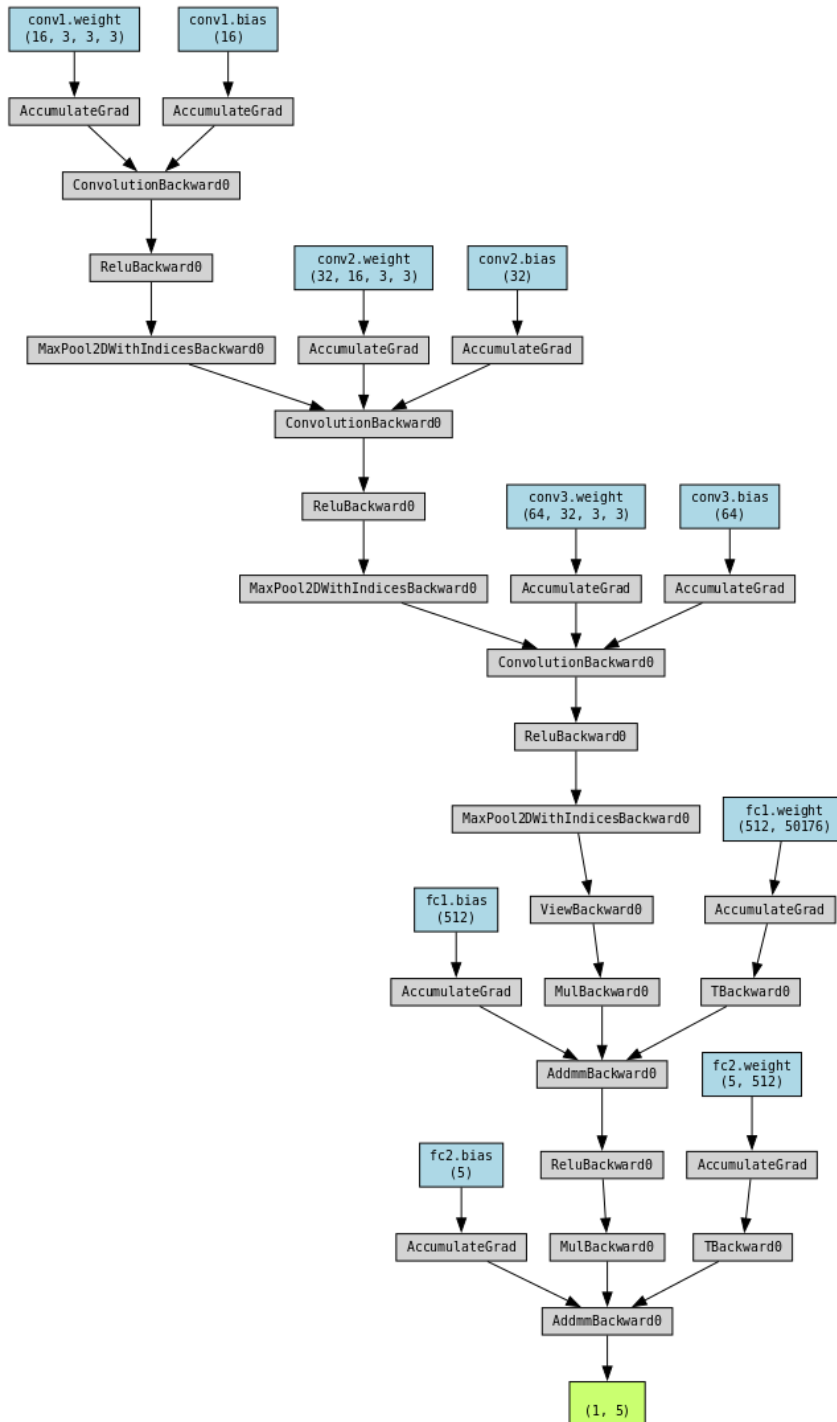 conv1.weight
(16, 3, 3, 3)
conv1.bias
(16)
AccumulateGrad
AccumulateGrad
ConvolutionBackward0
ReluBackward0
conv2.weight
(32, 16, 3, 3)
conv2.bias
(32)
MaxPool2DWithIndicesBackward0
AccumulateGrad
AccumulateGrad
ConvolutionBackward0
ReluBackward0
conv3.weight
(64, 32, 3, 3)
conv3.bias
(64)
MaxPool2DWithIndicesBackward0
AccumulateGrad
AccumulateGrad
ConvolutionBackward0
ReluBackward0
MaxPool2DWithIndicesBackward0
fc1.weight
(512, 50176)
fc1.bias
(512)
ViewBackward0
AccumulateGrad
AccumulateGrad
MulBackward0
TBackward0
AddmmBackward0
fc2.weight
(5, 512)
fc2.bias
(5)
ReluBackward0
AccumulateGrad
AccumulateGrad
MulBackward0
TBackward0
AddmmBackward0
(1, 5)